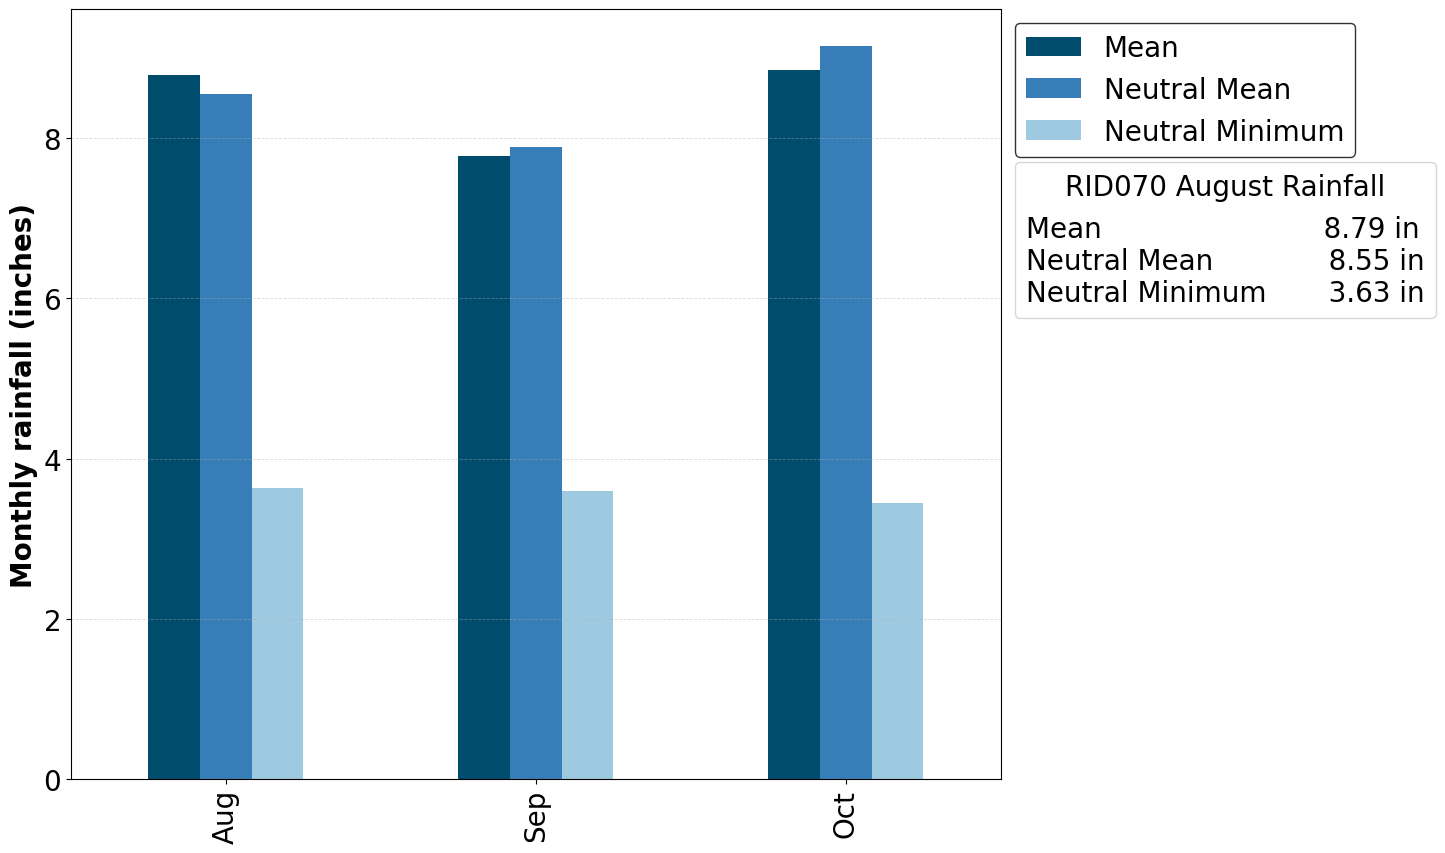 Monthly rainfall (inches)
8
6
4
2
0
Aug
Sep
Oct
Mean
Neutral Mean
Neutral Minimum
RID070 August Rainfall
Mean 8.79 in
Neutral Mean 8.55 in
Neutral Minimum 3.63 in